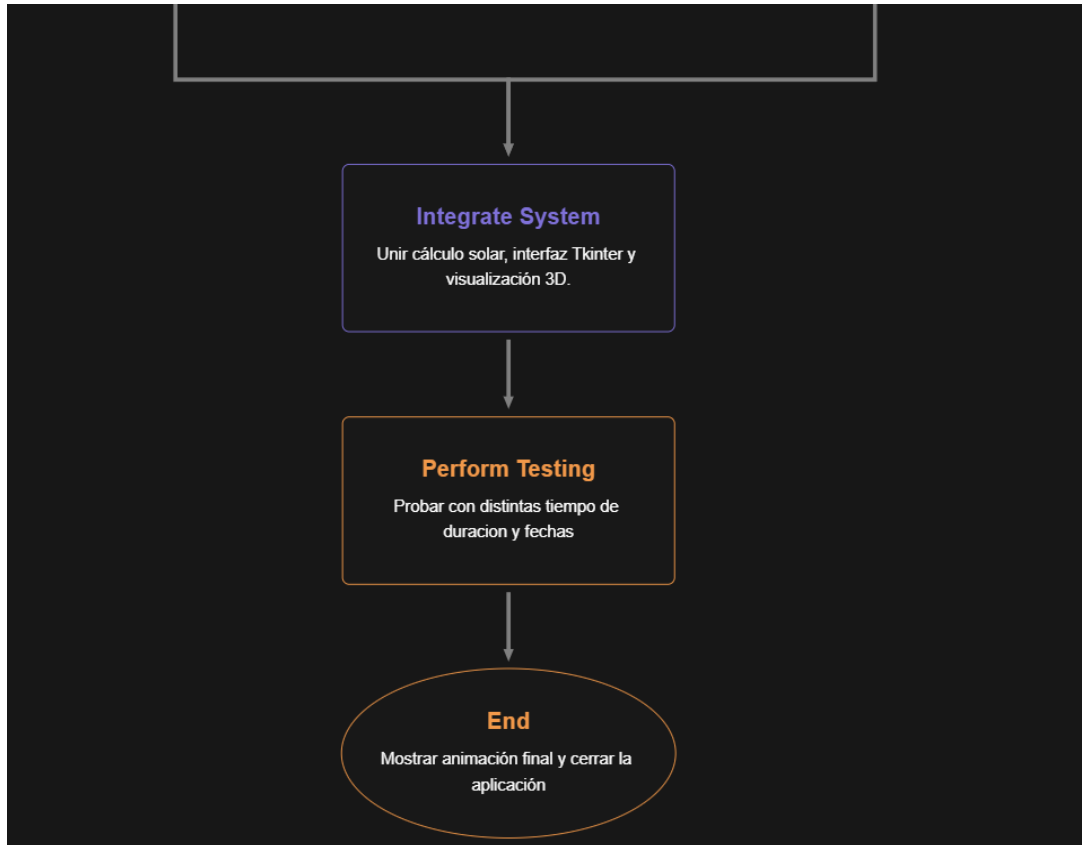 Integrate System
Unir cálculo solar, interfaz Tkinter y
visualización 3D.
Perform Testing
Probar con distintas tiempo de
duracion y fechas
End
Mostrar animación final y cerrar la
aplicación